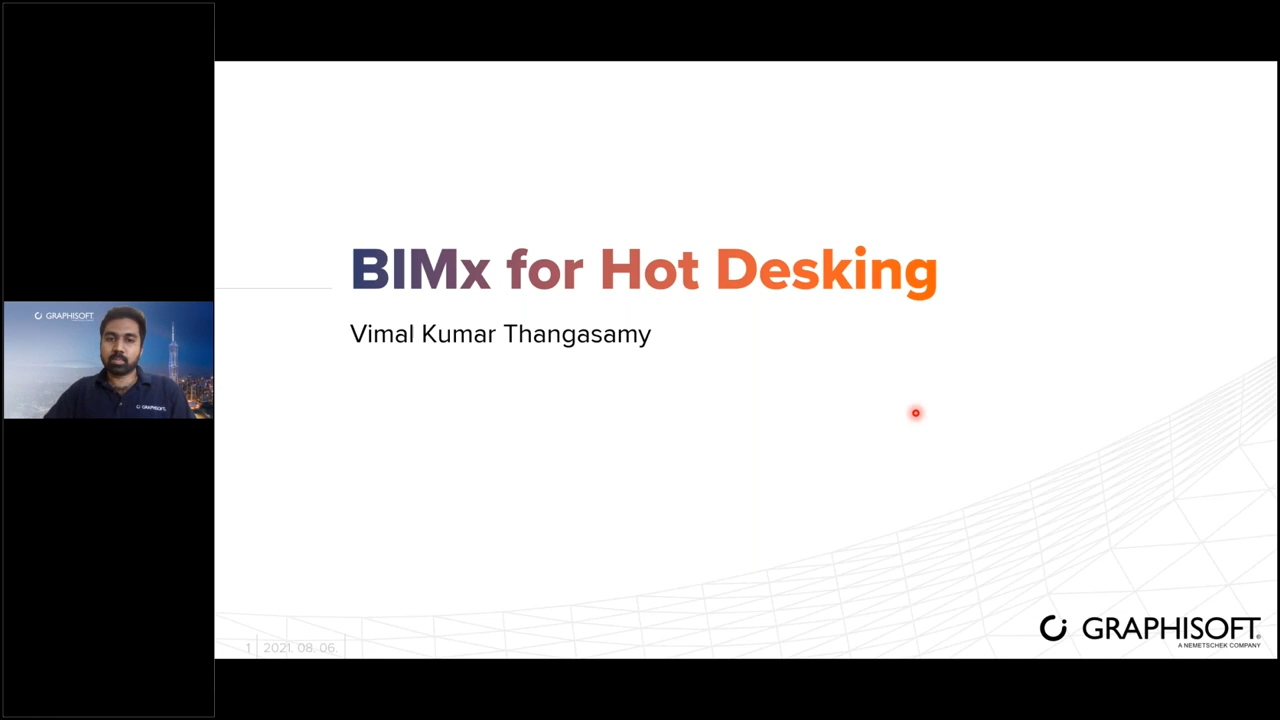 BIMx for Hot Desking
Vimal Kumar Thangasamy
GRAPHISOFT.
GRAPHISOFT.
1 2021. 08. 06.
GRAPHISOFT®
A NEMETSCHEK COMPANY